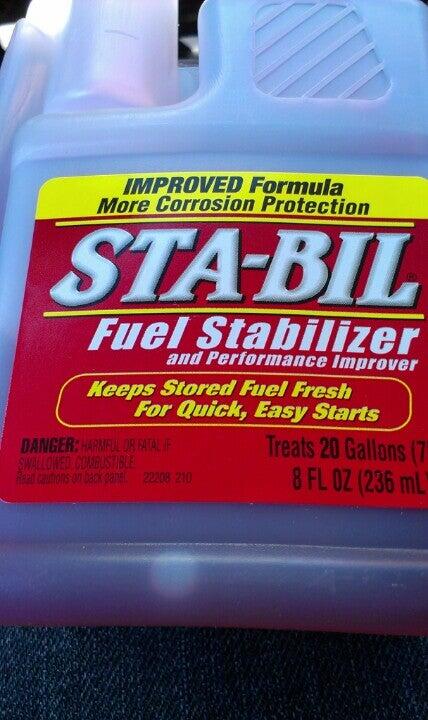 IMPROVED Formula
More Corrosion Protection
STA-BIL®
Fuel Stabilizer
and Performance Improver
Keeps Stored Fuel Fresh
For Quick, Easy Starts
DANGER: HARMFUL OR FATAL IF
SWALLOWED. COMBUSTIBLE.
Read cautions on back panel. 22208 210
Treats 20 Gallons (7
8 FL OZ (236 mL